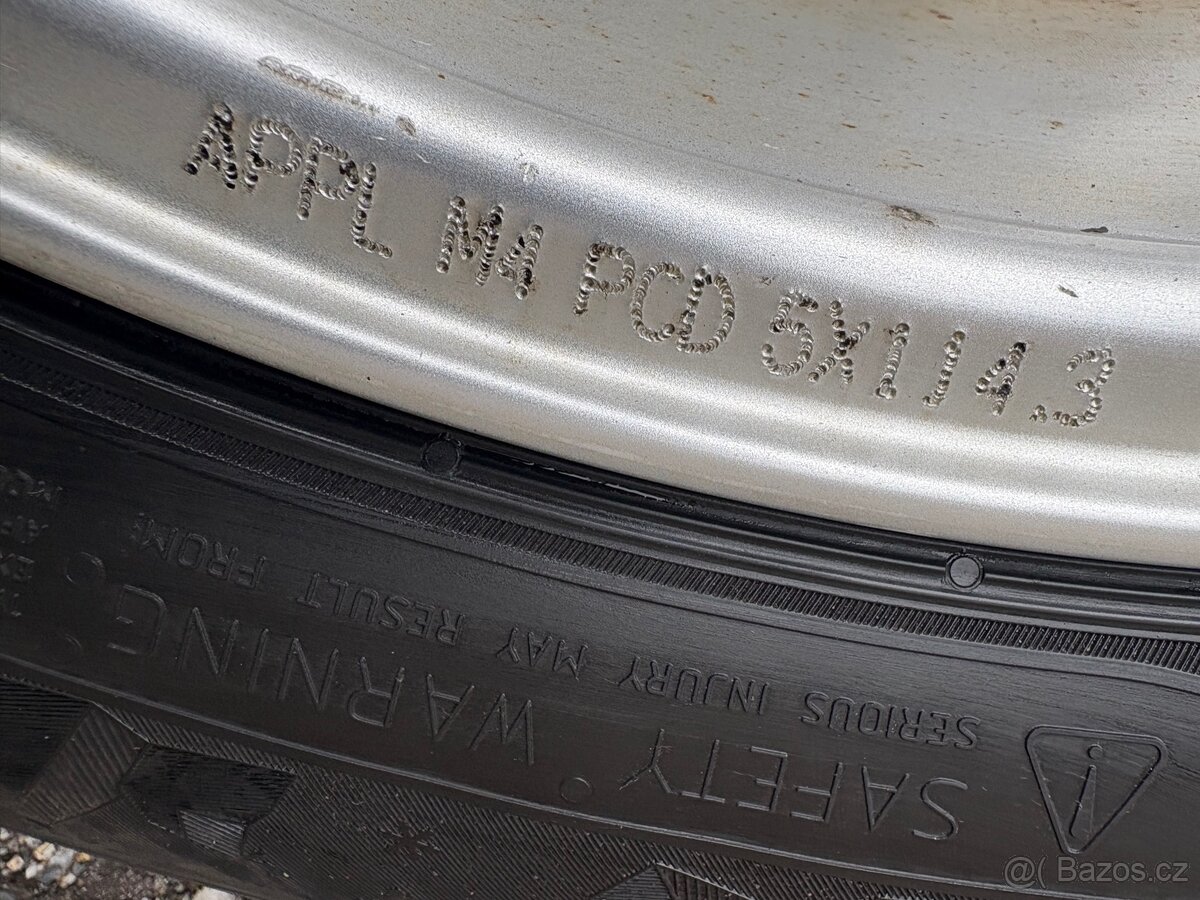 APPL M4 PCD 5X114.3
SAFETY WARNING
SERIOUS INJURY MAY RESULT FROM:
@( Bazos.cz